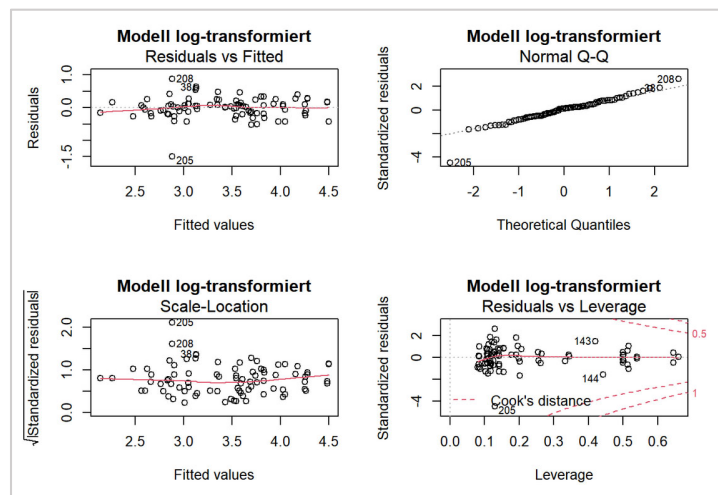 Modell log-transformiert
Residuals vs Fitted
Residuals
1.0
0.0
-1.5
208
38
205
2.5 3.0 3.5 4.0 4.5
Fitted values
Modell log-transformiert
Normal Q-Q
Standardized residuals
2
0
-4
208
38
205
-2 -1 0 1 2
Theoretical Quantiles
Modell log-transformiert
Scale-Location
√|Standardized residuals|
2.0
1.0
0.0
205
208
38
2.5 3.0 3.5 4.0 4.5
Fitted values
Modell log-transformiert
Residuals vs Leverage
Standardized residuals
2
0
-4
143
144
205
Cook's distance
0.5
1
0.0 0.1 0.2 0.3 0.4 0.5 0.6
Leverage